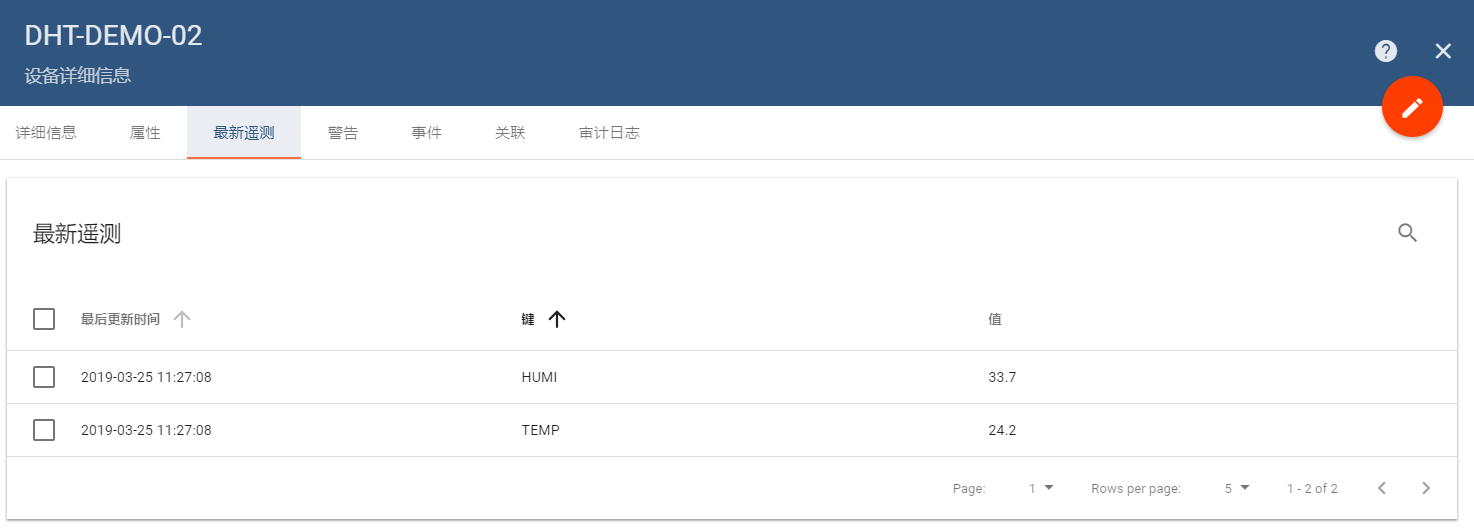 DHT-DEMO-02
设备详细信息
详细信息 属性 最新遥测 警告 事件 关联 审计日志
最新遥测
最后更新时间 键 值
2019-03-25 11:27:08 HUMI 33.7
2019-03-25 11:27:08 TEMP 24.2
Page: 1 Rows per page: 5 1 - 2 of 2